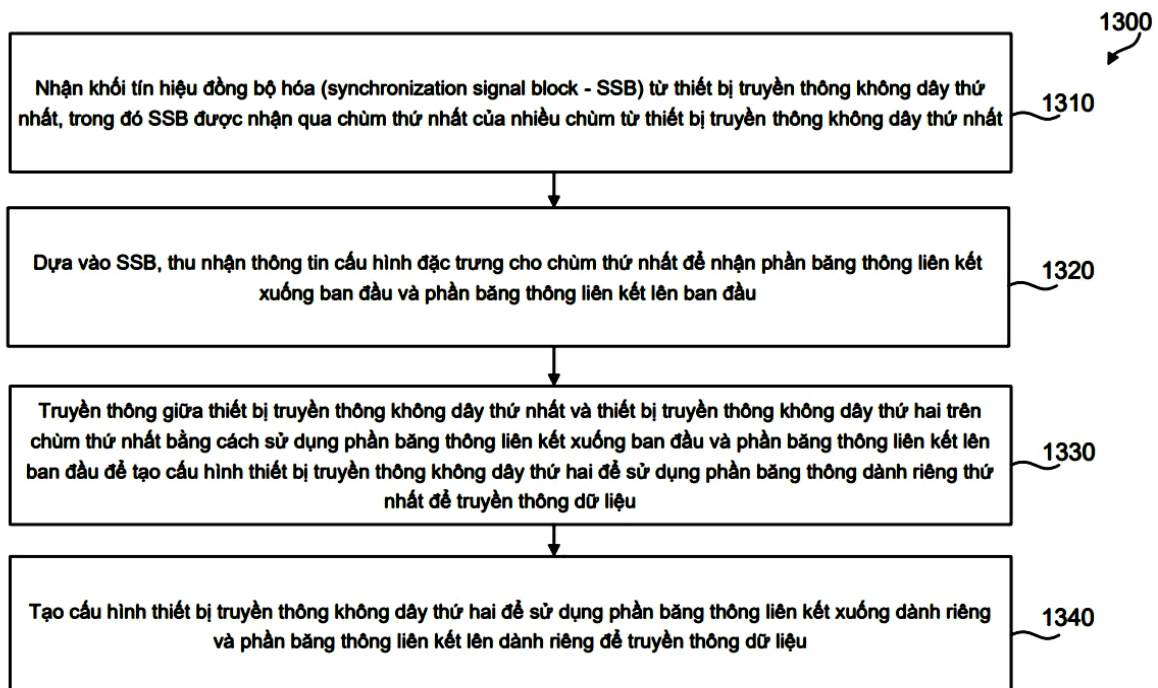 1300
Nhận khối tín hiệu đồng bộ hóa (synchronization signal block - SSB) từ thiết bị truyền thông không dây thứ
nhất, trong đó SSB được nhận qua chùm thứ nhất của nhiều chùm từ thiết bị truyền thông không dây thứ nhất
1310
Dựa vào SSB, thu nhận thông tin cấu hình đặc trưng cho chùm thứ nhất để nhận phần băng thông liên kết
xuống ban đầu và phần băng thông liên kết lên ban đầu
1320
Truyền thông giữa thiết bị truyền thông không dây thứ nhất và thiết bị truyền thông không dây thứ hai trên
chùm thứ nhất bằng cách sử dụng phần băng thông liên kết xuống ban đầu và phần băng thông liên kết lên
ban đầu để tạo cấu hình thiết bị truyền thông không dây thứ hai để sử dụng phần băng thông dành riêng thứ
nhất để truyền thông dữ liệu
1330
Tạo cấu hình thiết bị truyền thông không dây thứ hai để sử dụng phần băng thông liên kết xuống dành riêng
và phần băng thông liên kết lên dành riêng để truyền thông dữ liệu
1340